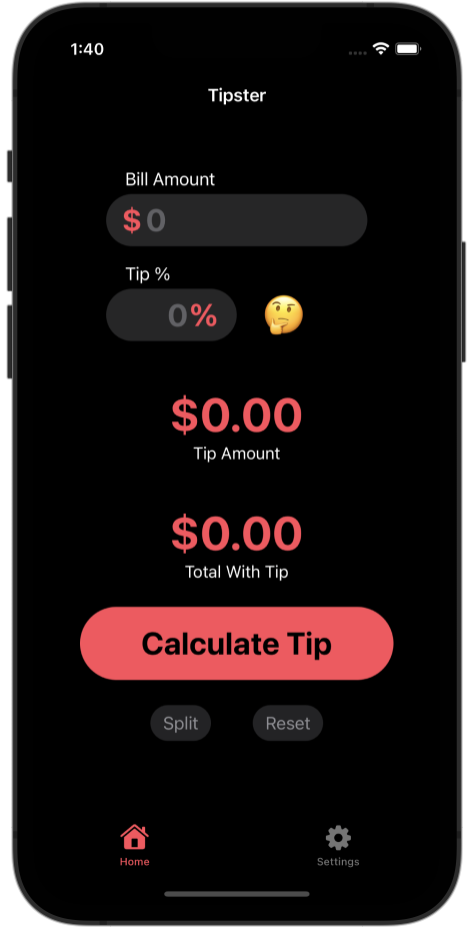 1:40
Tipster
Bill Amount
$ 0
Tip %
0%
$0.00
Tip Amount
$0.00
Total With Tip
Calculate Tip
Split Reset
Home Settings